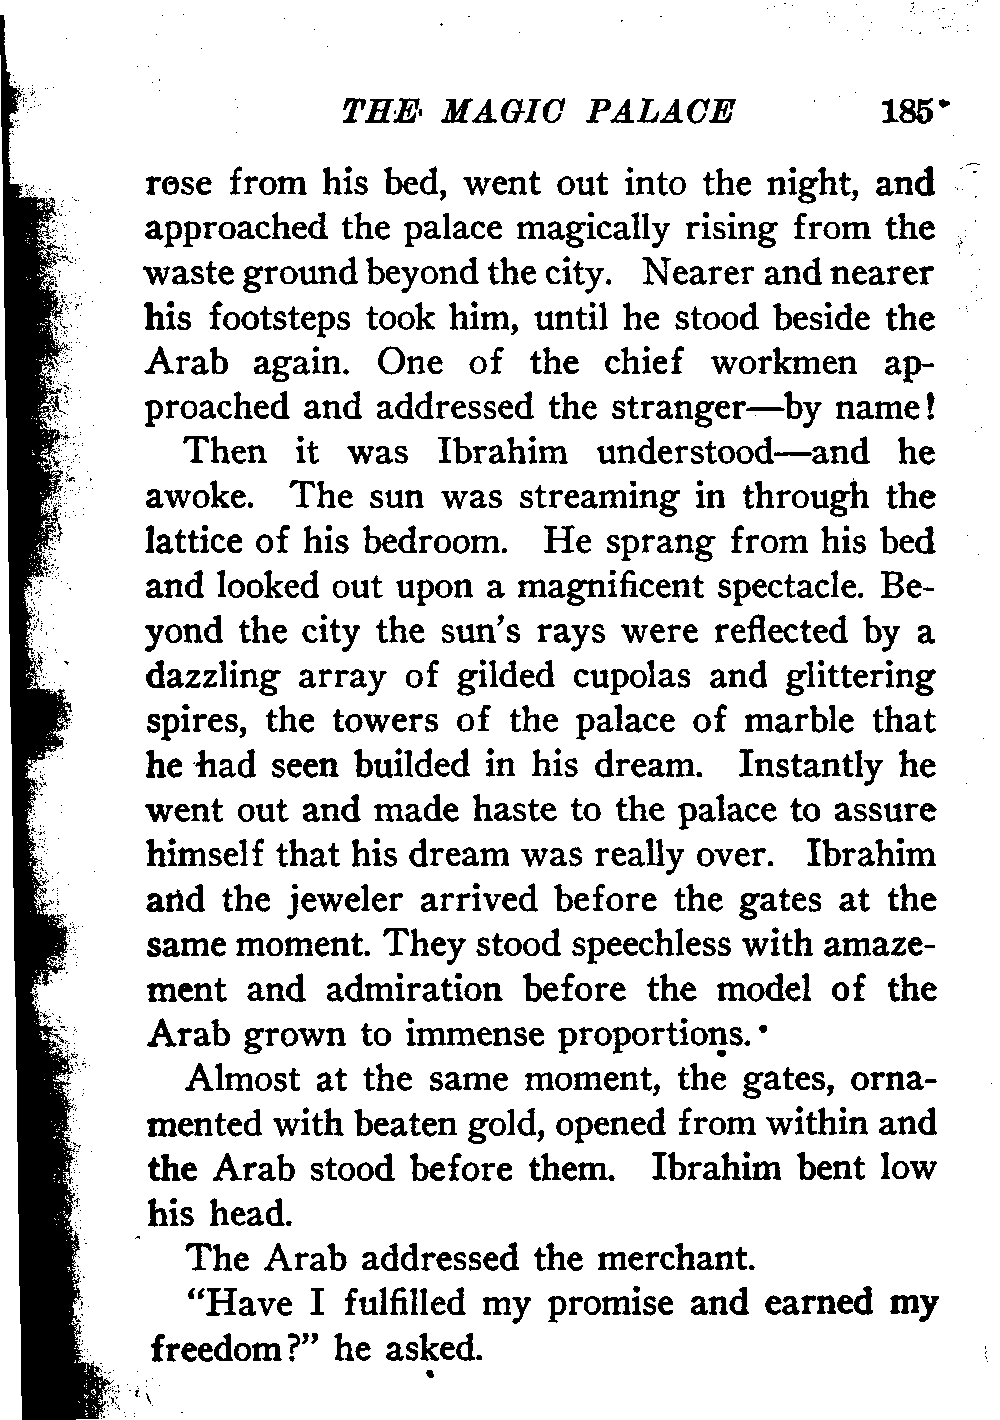 THE MAGIC PALACE 185
rose from his bed, went out into the night, and
approached the palace magically rising from the
waste ground beyond the city. Nearer and nearer
his footsteps took him, until he stood beside the
Arab again. One of the chief workmen ap-
proached and addressed the stranger—by name!
Then it was Ibrahim understood—and he
awoke. The sun was streaming in through the
lattice of his bedroom. He sprang from his bed
and looked out upon a magnificent spectacle. Be-
yond the city the sun's rays were reflected by a
dazzling array of gilded cupolas and glittering
spires, the towers of the palace of marble that
he had seen builded in his dream. Instantly he
went out and made haste to the palace to assure
himself that his dream was really over. Ibrahim
and the jeweler arrived before the gates at the
same moment. They stood speechless with amaze-
ment and admiration before the model of the
Arab grown to immense proportions.
Almost at the same moment, the gates, orna-
mented with beaten gold, opened from within and
the Arab stood before them. Ibrahim bent low
his head.
The Arab addressed the merchant.
“Have I fulfilled my promise and earned my
freedom?” he asked.